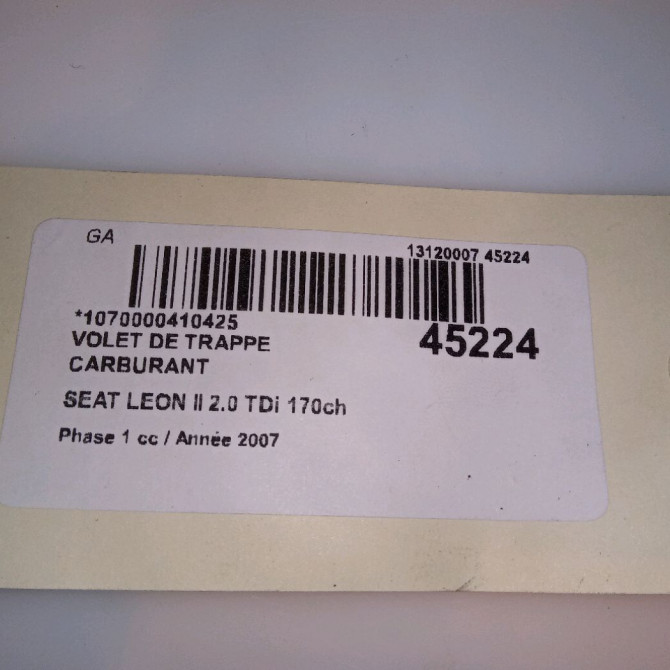 GA
13120007 45224
*1070000410425
45224
VOLET DE TRAPPE
CARBURANT
SEAT LEON II 2.0 TDi 170ch
Phase 1 cc / Année 2007